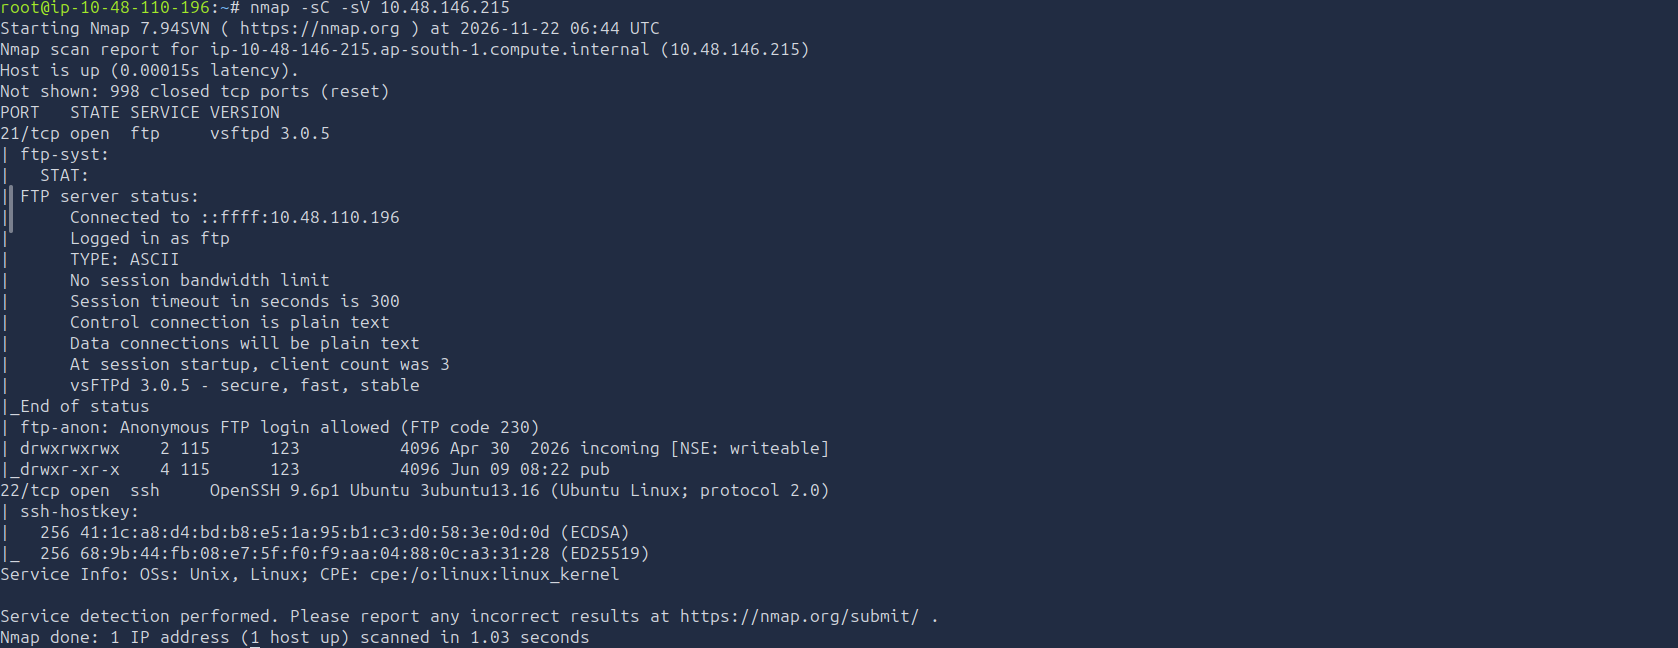 root@ip-10-48-110-196:~# nmap -sC -sV 10.48.146.215
Starting Nmap 7.94SVN ( https://nmap.org ) at 2026-11-22 06:44 UTC
Nmap scan report for ip-10-48-146-215.ap-south-1.compute.internal (10.48.146.215)
Host is up (0.00015s latency).
Not shown: 998 closed tcp ports (reset)
PORT   STATE SERVICE VERSION
21/tcp open  ftp     vsftpd 3.0.5
| ftp-syst:
|   STAT:
| FTP server status:
|      Connected to ::ffff:10.48.110.196
|      Logged in as ftp
|      TYPE: ASCII
|      No session bandwidth limit
|      Session timeout in seconds is 300
|      Control connection is plain text
|      Data connections will be plain text
|      At session startup, client count was 3
|      vsFTPd 3.0.5 - secure, fast, stable
|_End of status
| ftp-anon: Anonymous FTP login allowed (FTP code 230)
| drwxrwxrwx    2 115      123          4096 Apr 30  2026 incoming [NSE: writeable]
|_drwxr-xr-x    4 115      123          4096 Jun 09 08:22 pub
22/tcp open  ssh     OpenSSH 9.6p1 Ubuntu 3ubuntu13.16 (Ubuntu Linux; protocol 2.0)
| ssh-hostkey:
|   256 41:1c:a8:d4:bd:b8:e5:1a:95:b1:c3:d0:58:3e:0d:0d (ECDSA)
|_  256 68:9b:44:fb:08:e7:5f:f0:f9:aa:04:88:0c:a3:31:28 (ED25519)
Service Info: OSs: Unix, Linux; CPE: cpe:/o:linux:linux_kernel

Service detection performed. Please report any incorrect results at https://nmap.org/submit/ .
Nmap done: 1 IP address (1 host up) scanned in 1.03 seconds